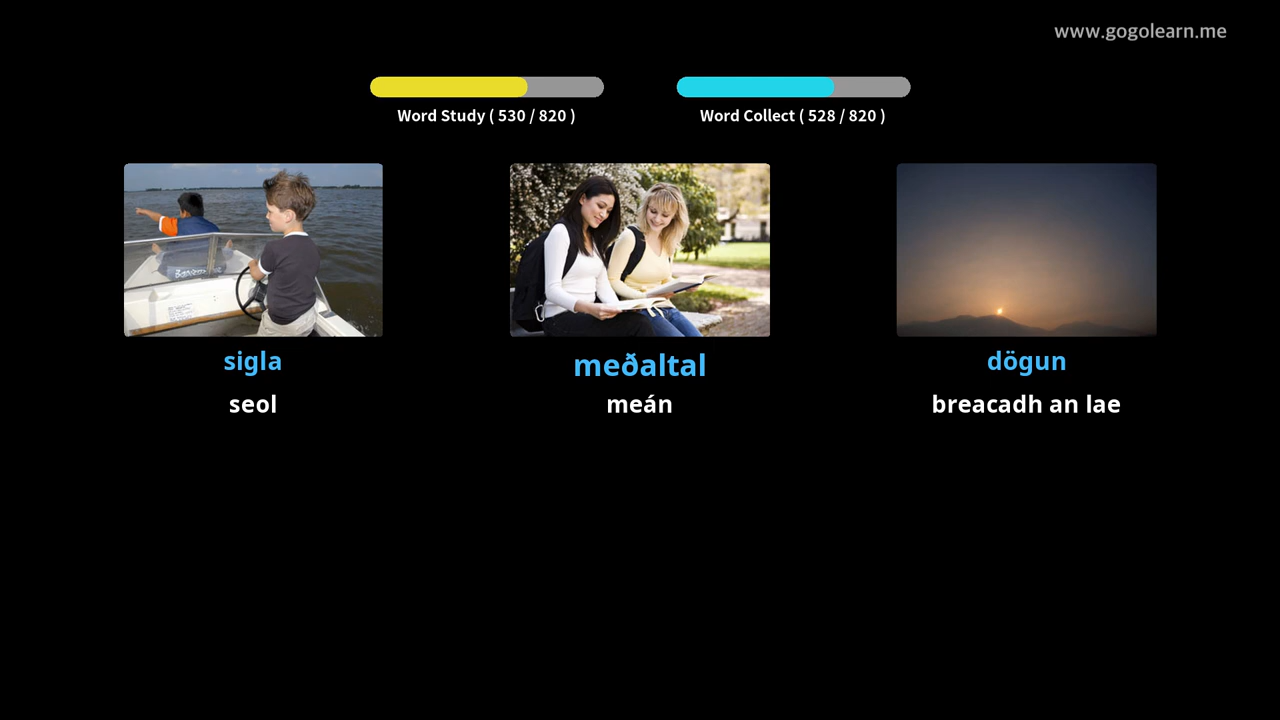 www.gogolearn.me
Word Study ( 530 / 820 )
Word Collect ( 528 / 820 )
sigla
meðaltal
dögun
seol
meán
breacadh an lae